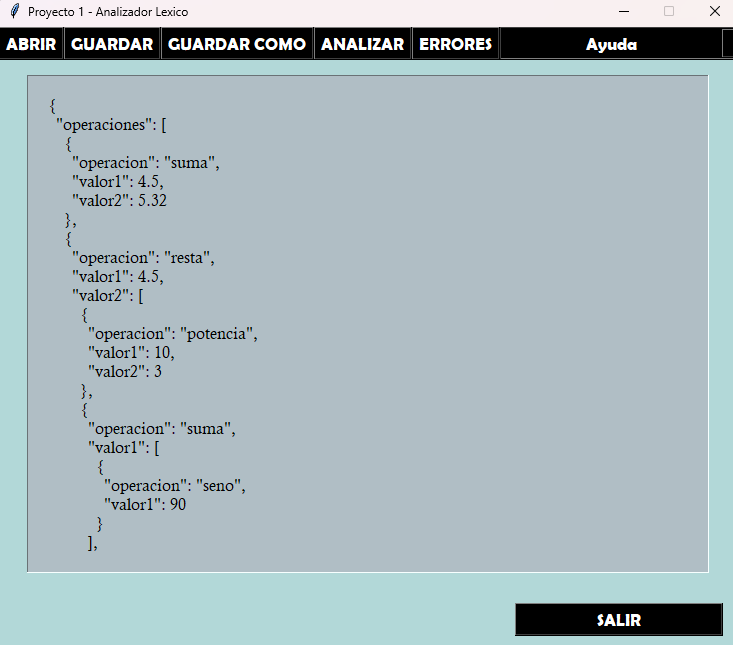 Proyecto 1 - Analizador Lexico
ABRIR GUARDAR GUARDAR COMO ANALIZAR ERRORES Ayuda
{
"operaciones": [
{
"operacion": "suma",
"valor1": 4.5,
"valor2": 5.32
},
{
"operacion": "resta",
"valor1": 4.5,
"valor2": [
{
"operacion": "potencia",
"valor1": 10,
"valor2": 3
},
{
"operacion": "suma",
"valor1": [
{
"operacion": "seno",
"valor1": 90
}
],
SALIR